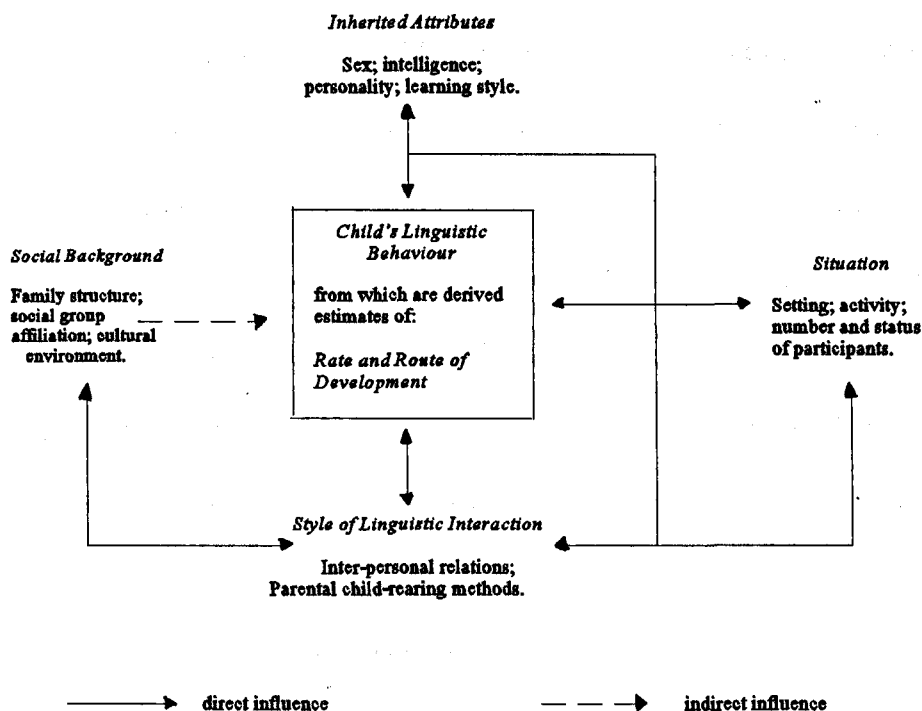 Inherited Attributes
Sex; intelligence;
personality; learning style.
Child's Linguistic
Behaviour
from which are derived
estimates of:
Rate and Route of
Development
Social Background
Family structure;
social group
affiliation; cultural
environment.
Situation
Setting; activity;
number and status
of participants.
Style of Linguistic Interaction
Inter-personal relations;
Parental child-rearing methods.
direct influence
indirect influence